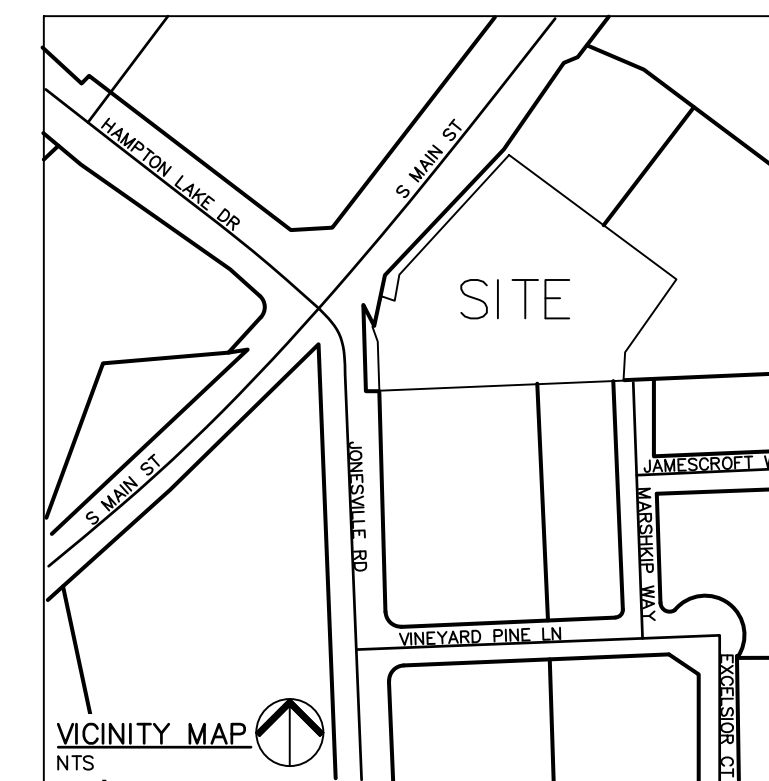 HAMPTON LAKE DR
S MAIN ST
SITE
S MAIN ST
JONESVILLE RD
JAMESCROFT W
MARSHKIP WAY
VINEYARD PINE LN
EXCELSIOR CT
VICINITY MAP
NTS